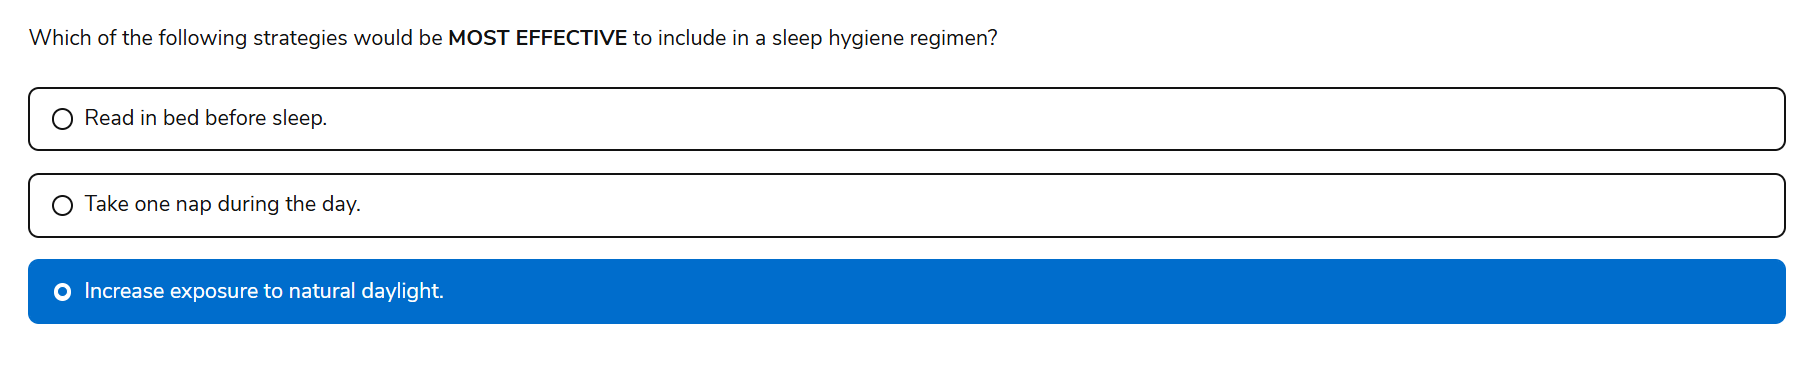 Which of the following strategies would be MOST EFFECTIVE to include in a sleep hygiene regimen?
Read in bed before sleep.
Take one nap during the day.
Increase exposure to natural daylight.